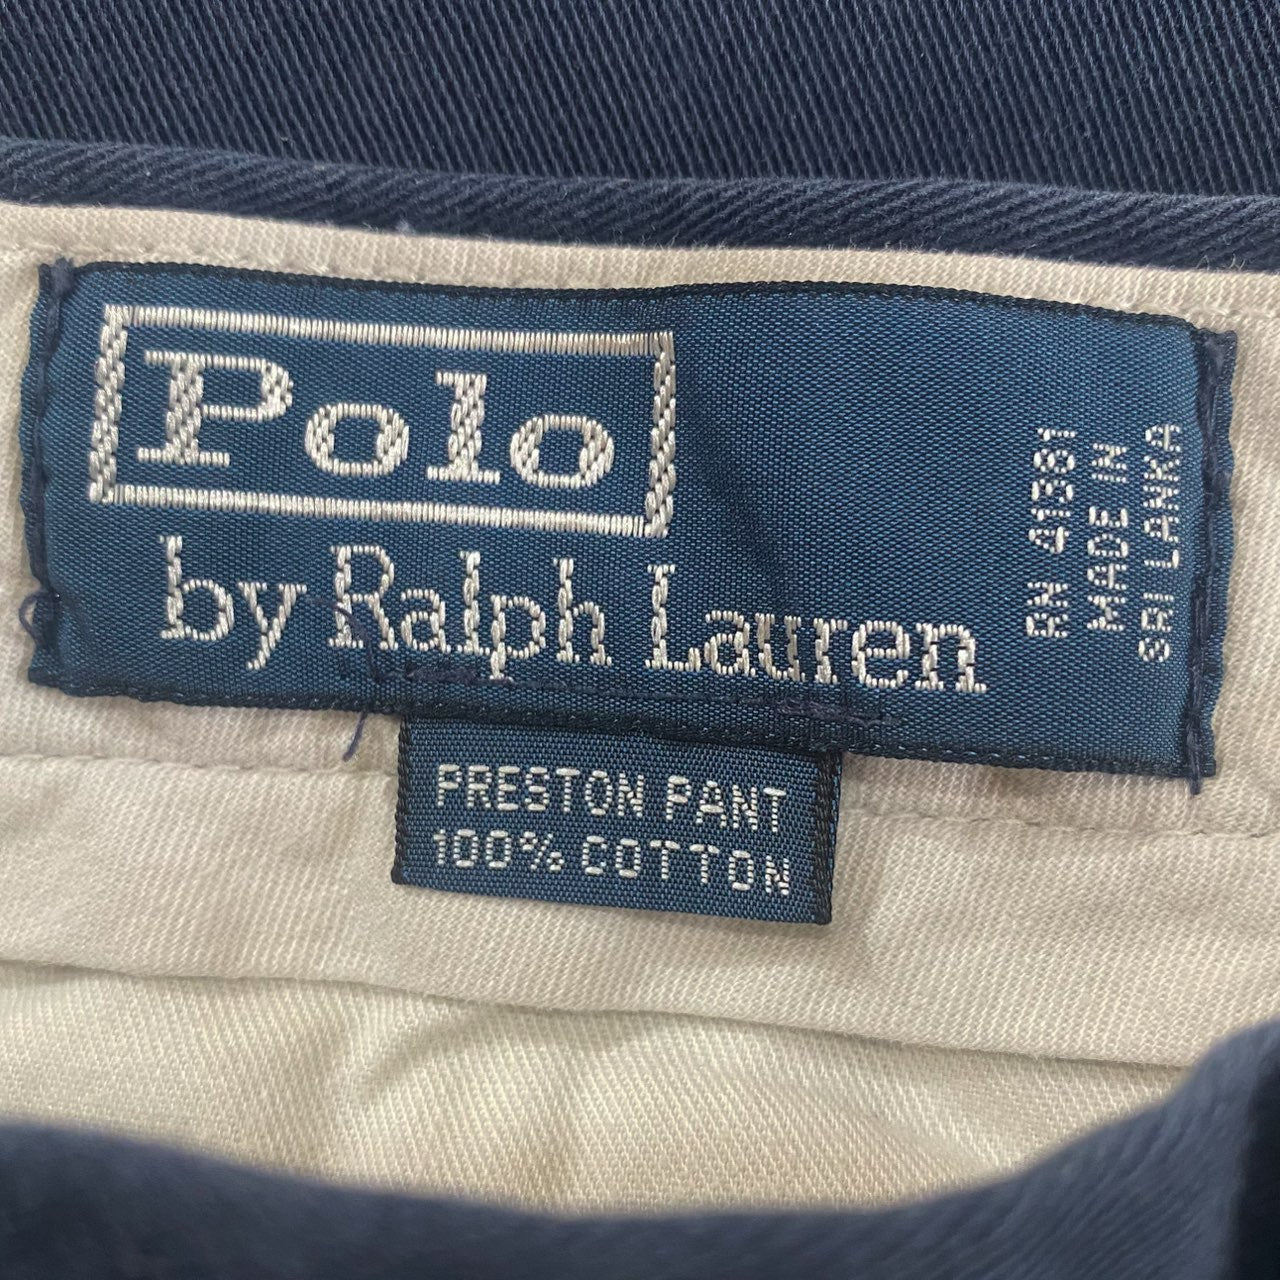 Polo
by Ralph Lauren
RN 41381
MADE IN
SRI LANKA
PRESTON PANT
100% COTTON